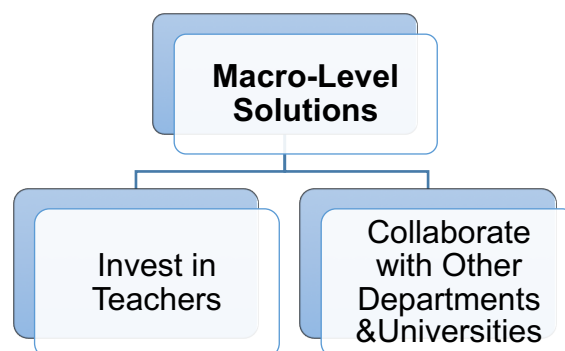 Macro-Level
Solutions
Invest in
Teachers
Collaborate
with Other
Departments
&Universities